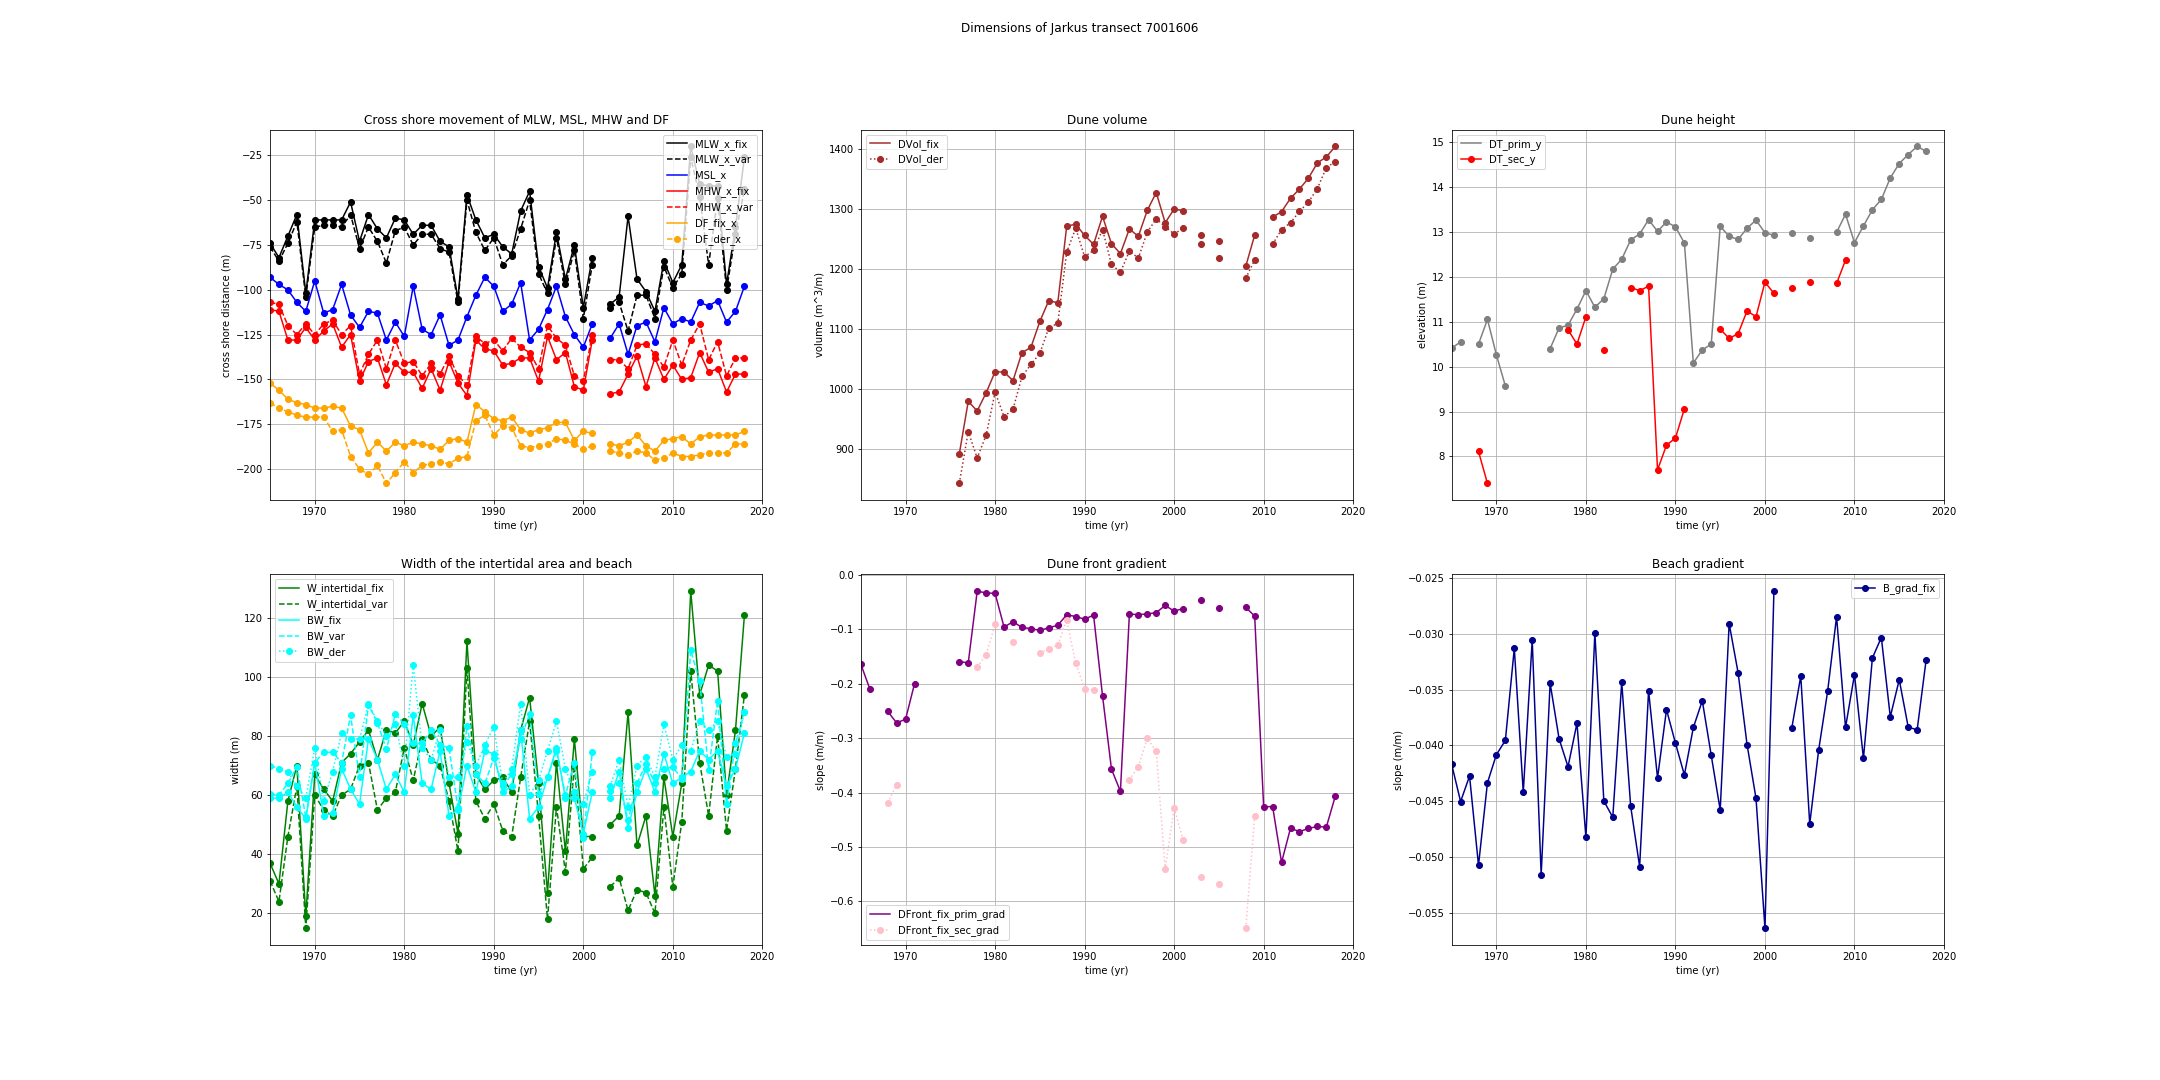 Dimensions of Jarkus transect 7001606
Cross shore movement of MLW, MSL, MHW and DF
MLW_x_fix
MLW_x_var
MSL_x
MHW_x_fix
MHW_x_var
DF_fix_x
DF_der_x
cross shore distance (m)
−25
−50
−75
−100
−125
−150
−175
−200
1970
1980
1990
2000
2010
2020
time (yr)
Dune volume
DVol_fix
DVol_der
volume (m^3/m)
1400
1300
1200
1100
1000
900
1970
1980
1990
2000
2010
2020
time (yr)
Dune height
DT_prim_y
DT_sec_y
elevation (m)
15
14
13
12
11
10
9
8
1970
1980
1990
2000
2010
2020
time (yr)
Width of the intertidal area and beach
W_intertidal_fix
W_intertidal_var
BW_fix
BW_var
BW_der
width (m)
120
100
80
60
40
20
1970
1980
1990
2000
2010
2020
time (yr)
Dune front gradient
DFront_fix_prim_grad
DFront_fix_sec_grad
slope (m/m)
0.0
−0.1
−0.2
−0.3
−0.4
−0.5
−0.6
1970
1980
1990
2000
2010
2020
time (yr)
Beach gradient
B_grad_fix
slope (m/m)
−0.025
−0.030
−0.035
−0.040
−0.045
−0.050
−0.055
1970
1980
1990
2000
2010
2020
time (yr)